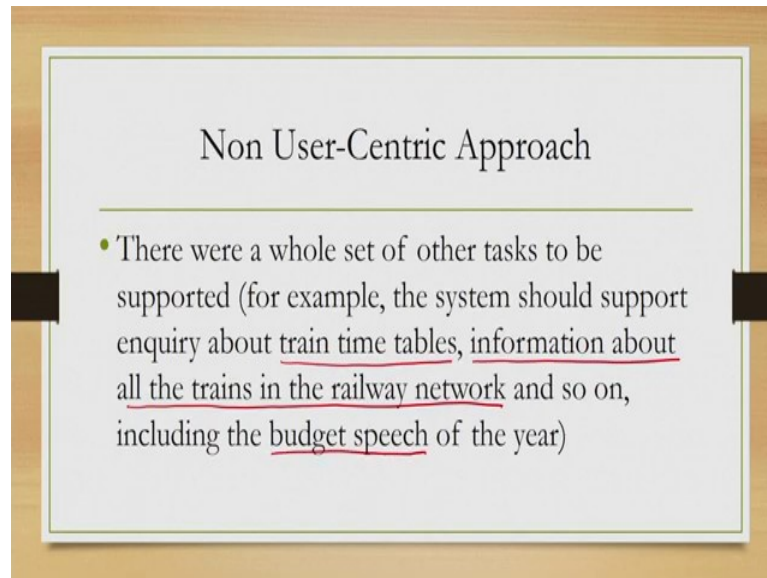 Non User-Centric Approach
• There were a whole set of other tasks to be
supported (for example, the system should support
enquiry about train time tables, information about
all the trains in the railway network and so on,
including the budget speech of the year)